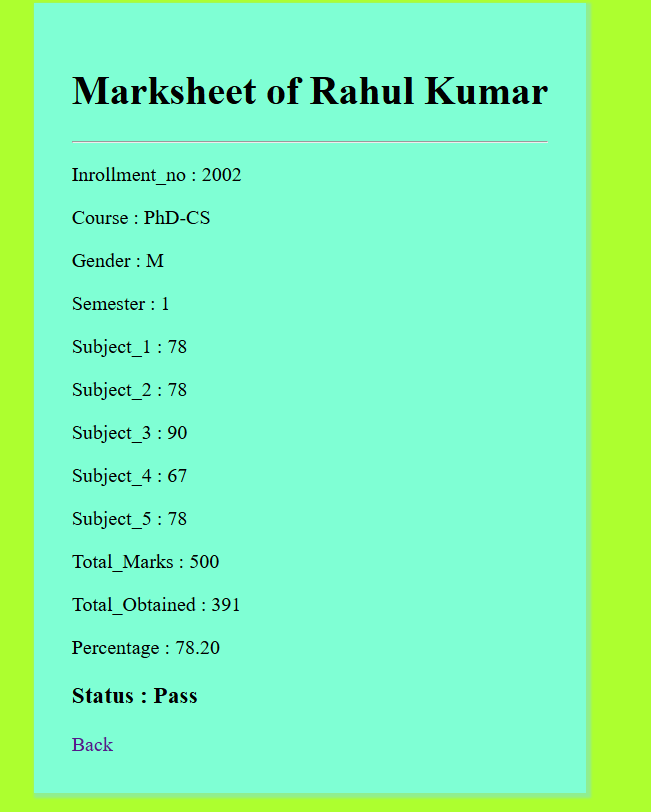 Marksheet of Rahul Kumar
Inrollment_no : 2002
Course : PhD-CS
Gender : M
Semester : 1
Subject_1 : 78
Subject_2 : 78
Subject_3 : 90
Subject_4 : 67
Subject_5 : 78
Total_Marks : 500
Total_Obtained : 391
Percentage : 78.20
Status : Pass
Back